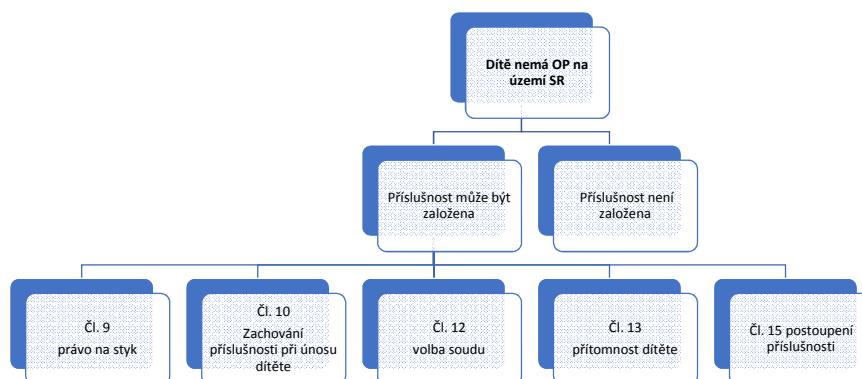 Dítě nemá OP na
území SR
Příslušnost může být
založena
Příslušnost není
založena
Čl. 9
právo na styk
Čl. 10
Zachování
příslušnosti při únosu
dítěte
Čl. 12
volba soudu
Čl. 13
přítomnost dítěte
Čl. 15 postoupení
příslušnosti